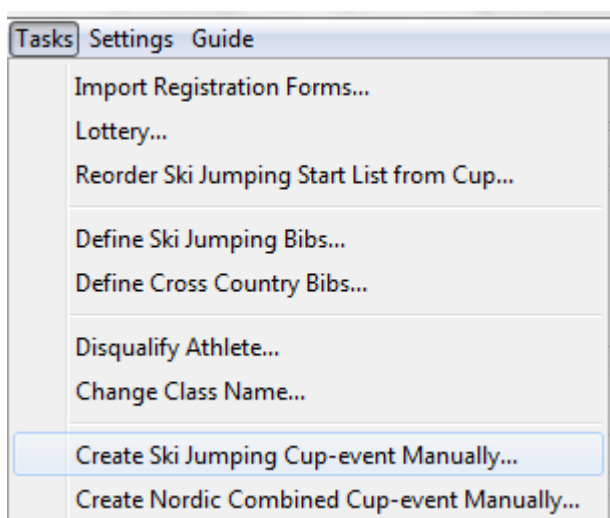 Tasks Settings Guide
Import Registration Forms...
Lottery...
Reorder Ski Jumping Start List from Cup...
Define Ski Jumping Bibs...
Define Cross Country Bibs...
Disqualify Athlete...
Change Class Name...
Create Ski Jumping Cup-event Manually...
Create Nordic Combined Cup-event Manually...